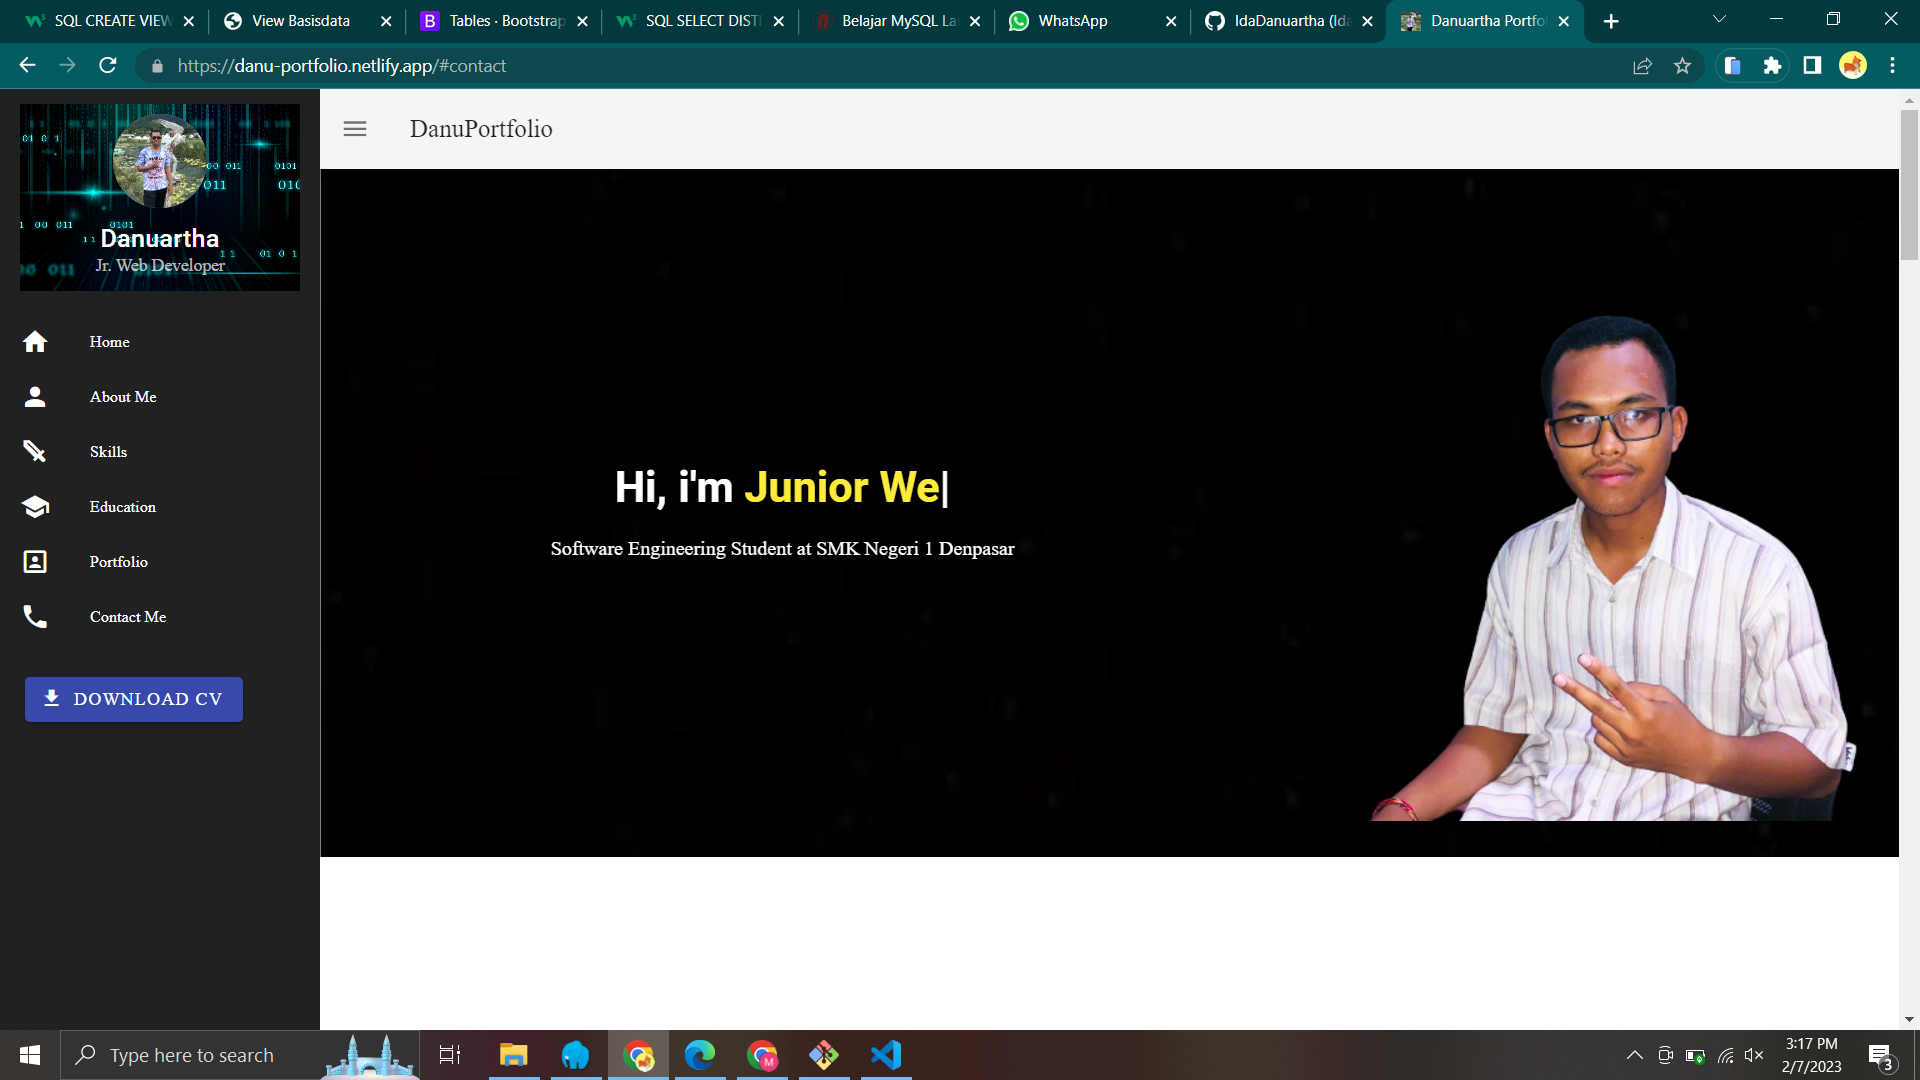 SQL CREATE VIEW
View Basisdata
Tables · Bootstrap
SQL SELECT DISTI
Belajar MySQL La
WhatsApp
IdaDanuartha (Ida
Danuartha Portfol
https://danu-portfolio.netlify.app/#contact
DanuPortfolio
Danuartha
Jr. Web Developer
Home
About Me
Skills
Education
Portfolio
Contact Me
DOWNLOAD CV
Hi, i'm Junior We|
Software Engineering Student at SMK Negeri 1 Denpasar
Type here to search
3:17 PM
2/7/2023
3